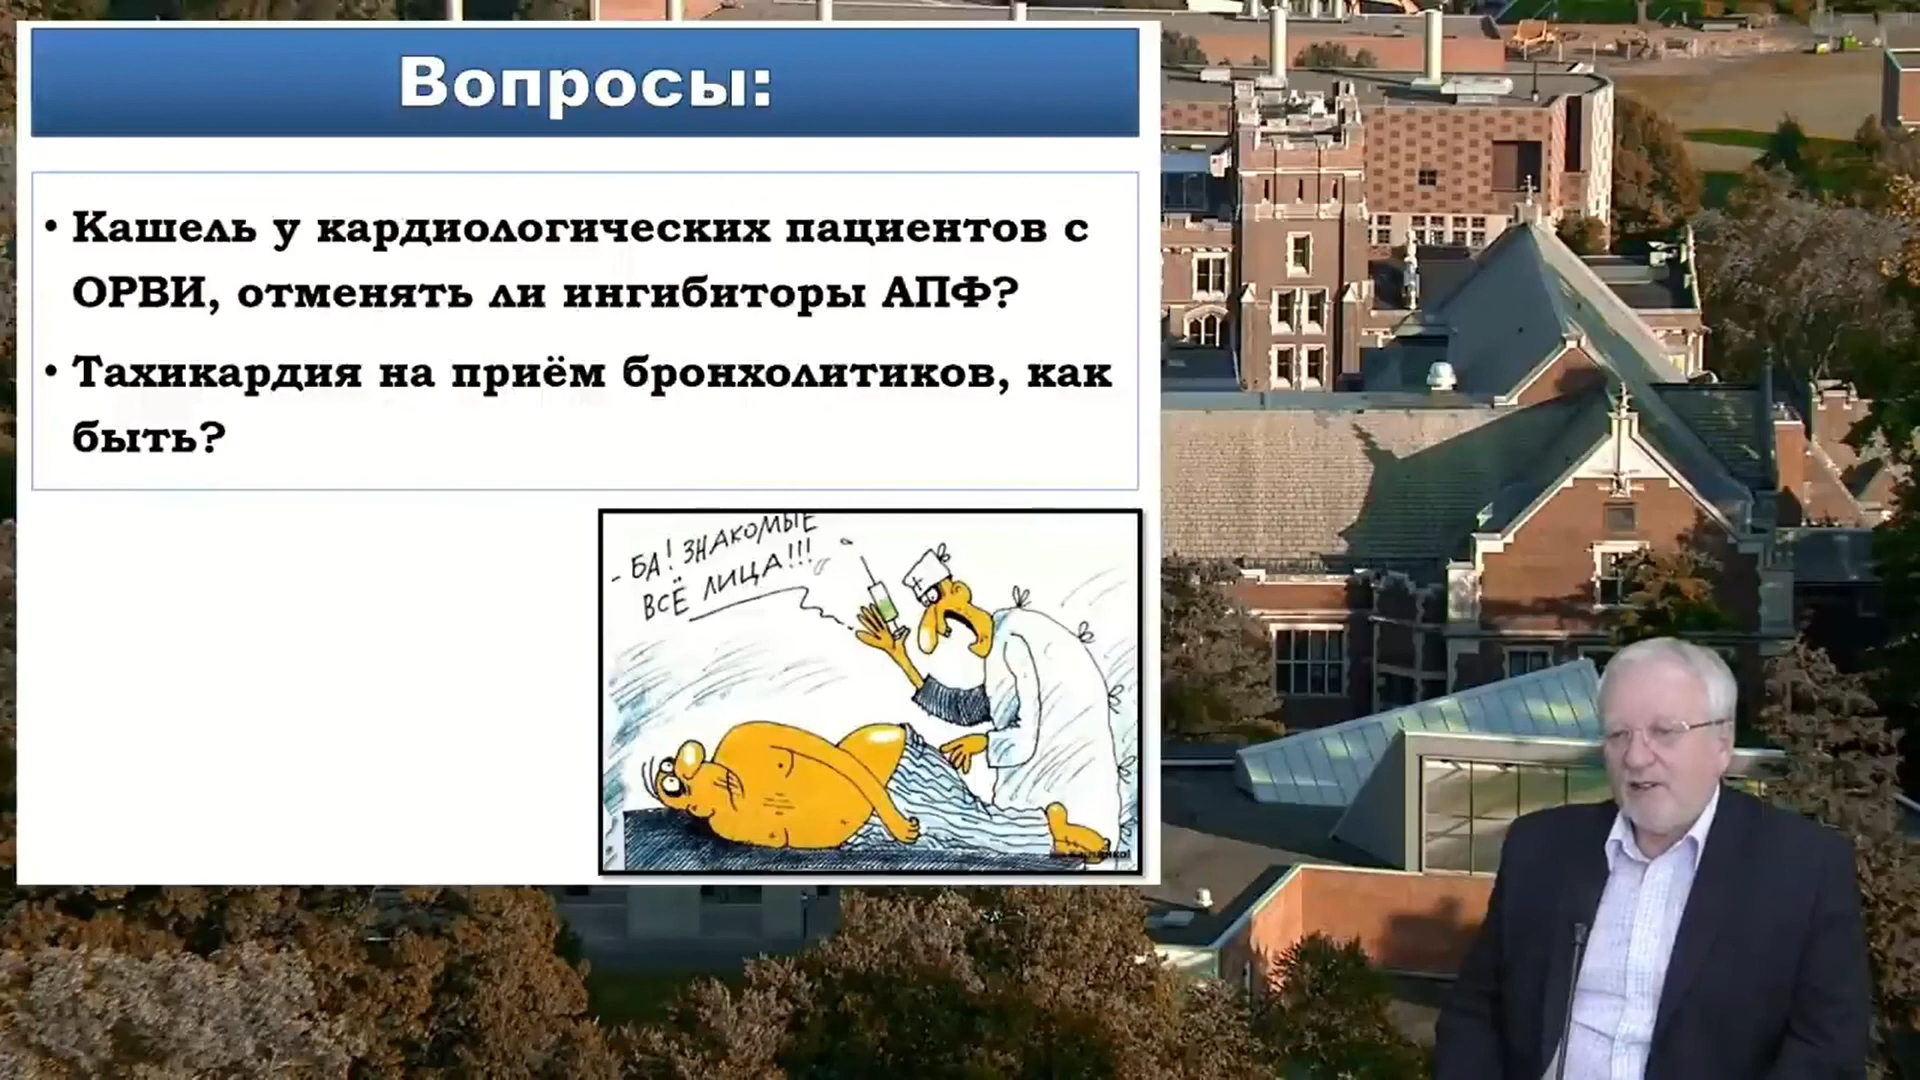 Вопросы:
• Кашель у кардиологических пациентов с
ОРВИ, отменять ли ингибиторы АПФ?
• Тахикардия на приём бронхолитиков, как
быть?
- БА! ЗНАКОМЫЕ
ВСЁ ЛИЦА!!!